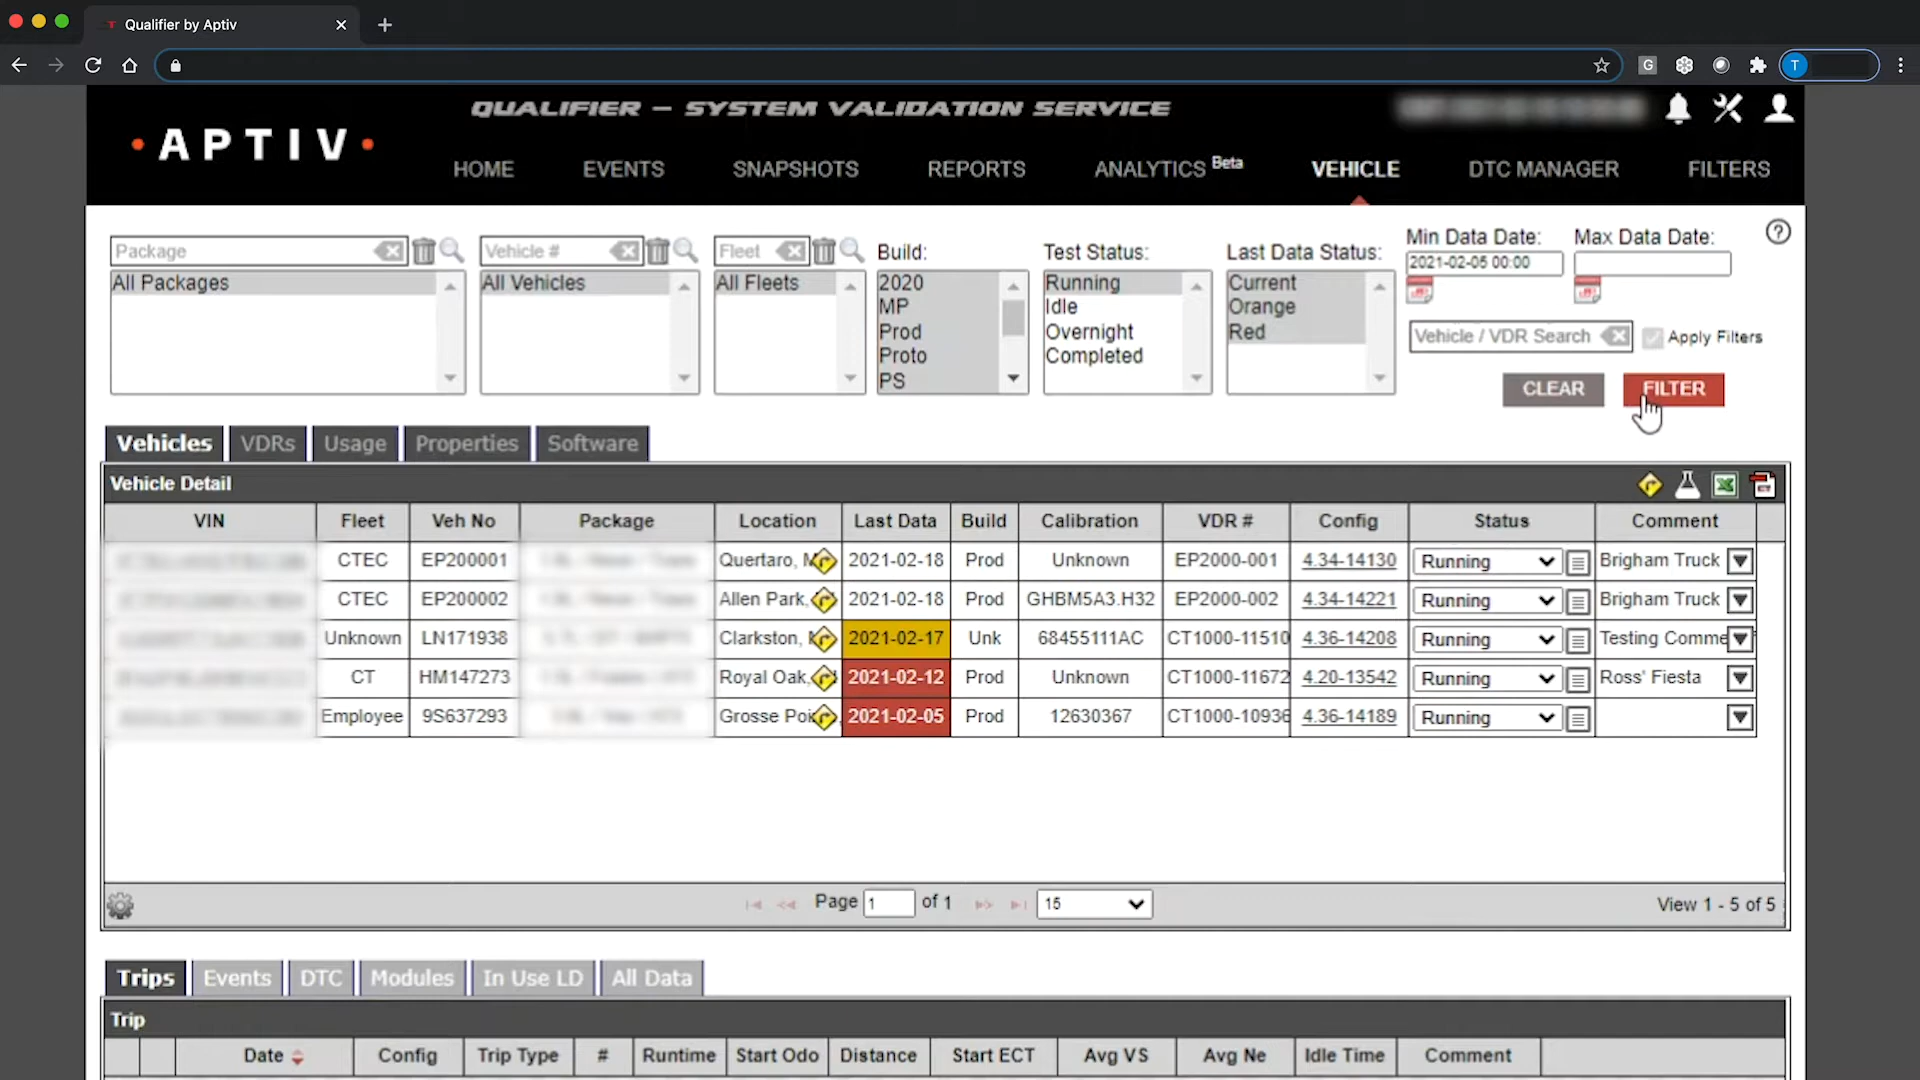 Qualifier by Aptiv
G
T
QUALIFIER – SYSTEM VALIDATION SERVICE
APTIV
HOME EVENTS SNAPSHOTS REPORTS ANALYTICS Beta VEHICLE DTC MANAGER FILTERS
Package Vehicle # Fleet Build: Test Status: Last Data Status: Min Data Date: Max Data Date:
2021-02-05 00:00
All Packages All Vehicles All Fleets 2020 Running Current
MP Idle Orange
Prod Overnight Red Vehicle / VDR Search Apply Filters
Proto Completed
PS
CLEAR FILTER
Vehicles VDRs Usage Properties Software
Vehicle Detail
VIN Fleet Veh No Package Location Last Data Build Calibration VDR # Config Status Comment
CTEC EP200001 Quertaro, 2021-02-18 Prod Unknown EP2000-001 4.34-14130 Running Brigham Truck
CTEC EP200002 Allen Park, 2021-02-18 Prod GHBM5A3.H32 EP2000-002 4.34-14221 Running Brigham Truck
Unknown LN171938 Clarkston, 2021-02-17 Unk 68455111AC CT1000-11510 4.36-14208 Running Testing Comme
CT HM147273 Royal Oak, 2021-02-12 Prod Unknown CT1000-11672 4.20-13542 Running Ross' Fiesta
Employee 9S637293 Grosse Poi 2021-02-05 Prod 12630367 CT1000-10936 4.36-14189 Running
Page 1 of 1 15 View 1 - 5 of 5
Trips Events DTC Modules In Use LD All Data
Trip
Date Config Trip Type # Runtime Start Odo Distance Start ECT Avg VS Avg Ne Idle Time Comment